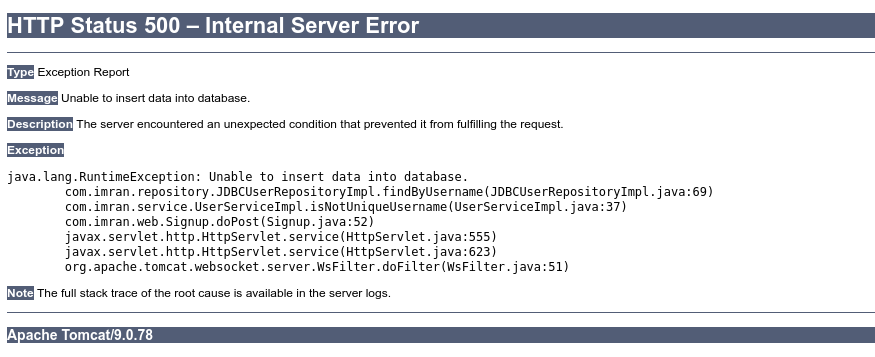 HTTP Status 500 – Internal Server Error
Type Exception Report
Message Unable to insert data into database.
Description The server encountered an unexpected condition that prevented it from fulfilling the request.
Exception
java.lang.RuntimeException: Unable to insert data into database.
com.imran.repository.JDBCUserRepositoryImpl.findByUsername(JDBCUserRepositoryImpl.java:69)
com.imran.service.UserServiceImpl.isNotUniqueUsername(UserServiceImpl.java:37)
com.imran.web.Signup.doPost(Signup.java:52)
javax.servlet.http.HttpServlet.service(HttpServlet.java:555)
javax.servlet.http.HttpServlet.service(HttpServlet.java:623)
org.apache.tomcat.websocket.server.WsFilter.doFilter(WsFilter.java:51)
Note The full stack trace of the root cause is available in the server logs.
Apache Tomcat/9.0.78